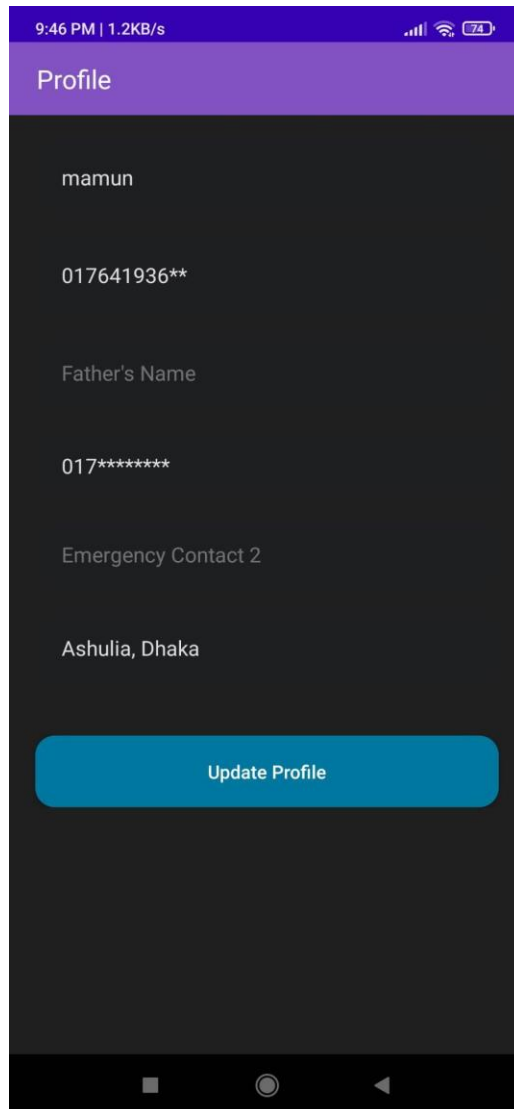 9:46 PM | 1.2KB/s 74
Profile
mamun
017641936**
Father's Name
017********
Emergency Contact 2
Ashulia, Dhaka
Update Profile